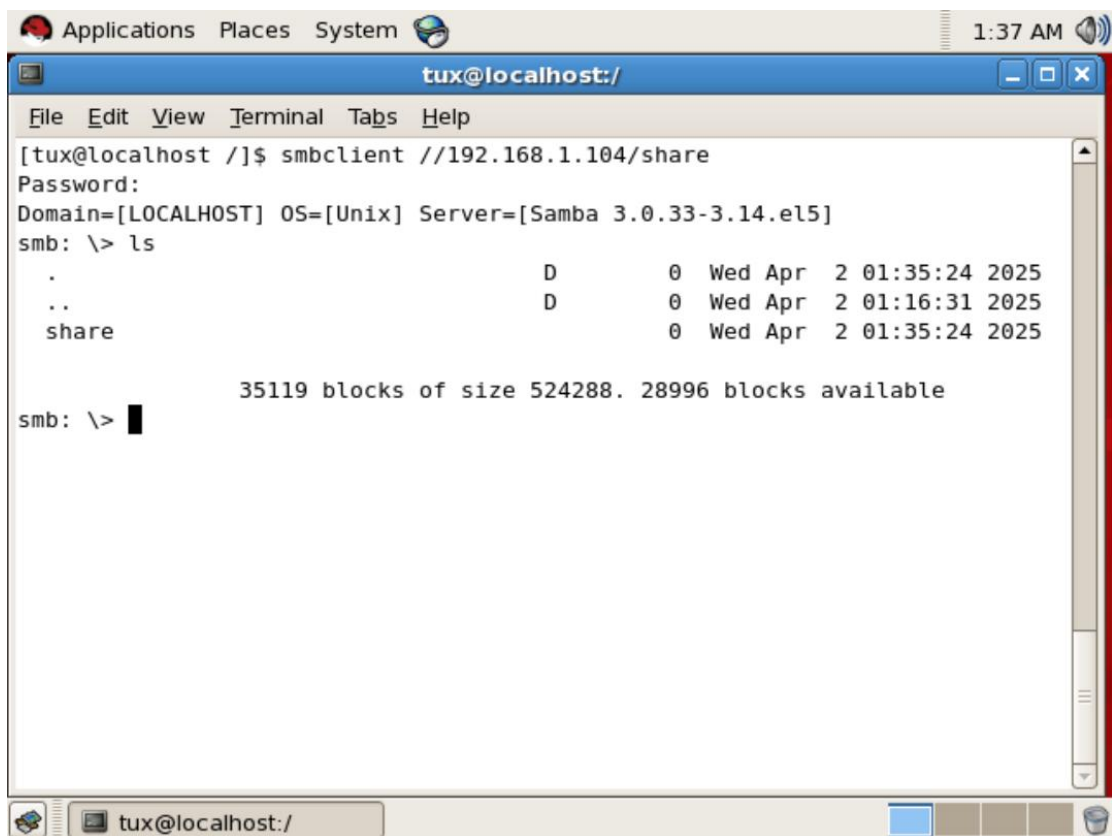 Applications Places System 1:37 AM
tux@localhost:/
File Edit View Terminal Tabs Help
[tux@localhost /]$ smbclient //192.168.1.104/share
Password:
Domain=[LOCALHOST] OS=[Unix] Server=[Samba 3.0.33-3.14.el5]
smb: \> ls
  .                                   D        0  Wed Apr  2 01:35:24 2025
  ..                                  D        0  Wed Apr  2 01:16:31 2025
  share                                        0  Wed Apr  2 01:35:24 2025
                35119 blocks of size 524288. 28996 blocks available
smb: \>
tux@localhost:/